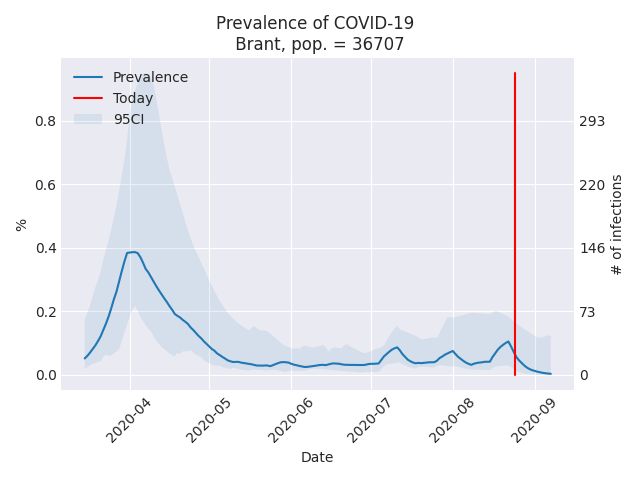 Prevalence of COVID-19
Brant, pop. = 36707
Prevalence
Today
95CI
0.8
0.6
0.4
0.2
0.0
%
293
220
146
73
0
# of infections
2020-04
2020-05
2020-06
2020-07
2020-08
2020-09
Date